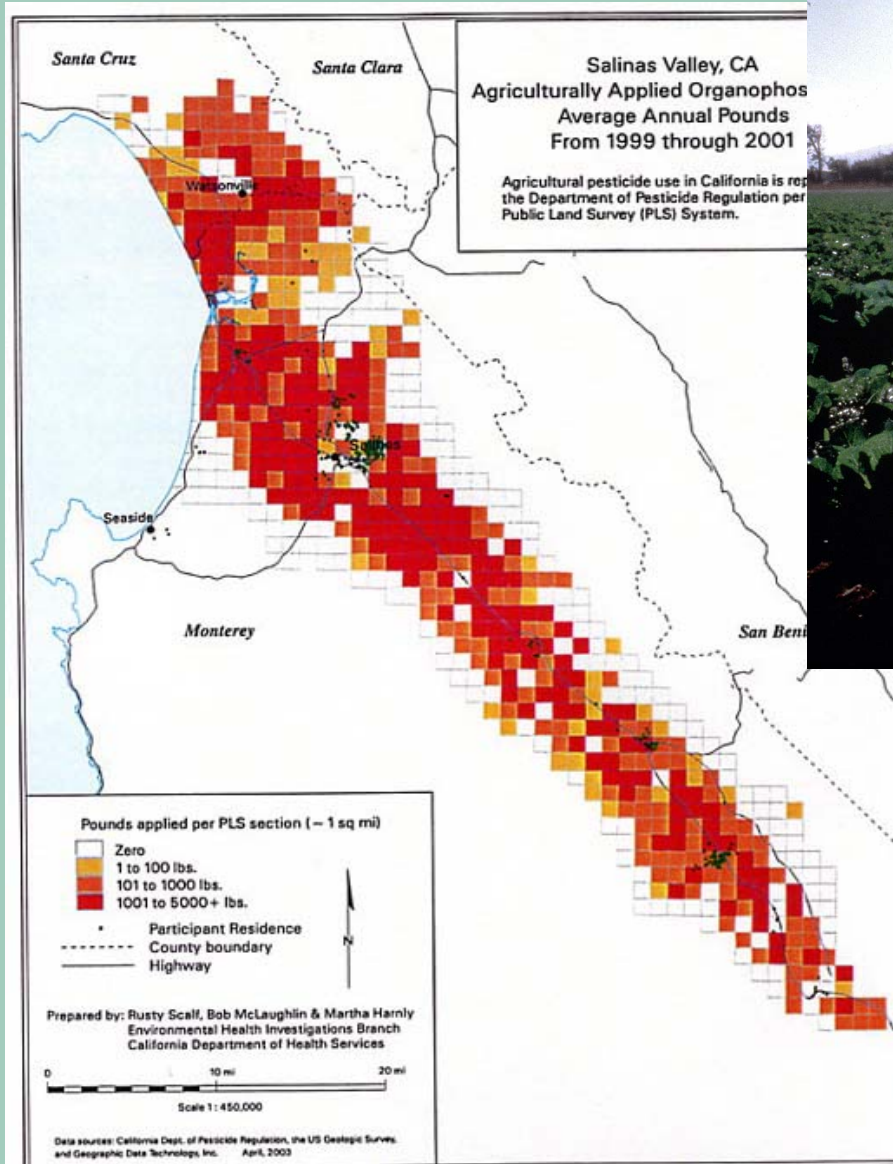 Santa Cruz
Santa Clara
Salinas Valley, CA
Agriculturally Applied Organophos
Average Annual Pounds
From 1999 through 2001
Agricultural pesticide use in California is rep
the Department of Pesticide Regulation per
Public Land Survey (PLS) System.
Watsonville
Salinas
Seaside
Monterey
San Beni
Pounds applied per PLS section (~ 1 sq mi)
Zero
1 to 100 lbs.
101 to 1000 lbs.
1001 to 5000+ lbs.
Participant Residence
County boundary
Highway
N
Prepared by: Rusty Scalf, Bob McLaughlin & Martha Harnly
Environmental Health Investigations Branch
California Department of Health Services
0 10 mi 20 mi
Scale 1 : 450,000
Data sources: California Dept. of Pesticide Regulation, the US Geologic Survey,
and Geographic Data Technology, Inc. April, 2003